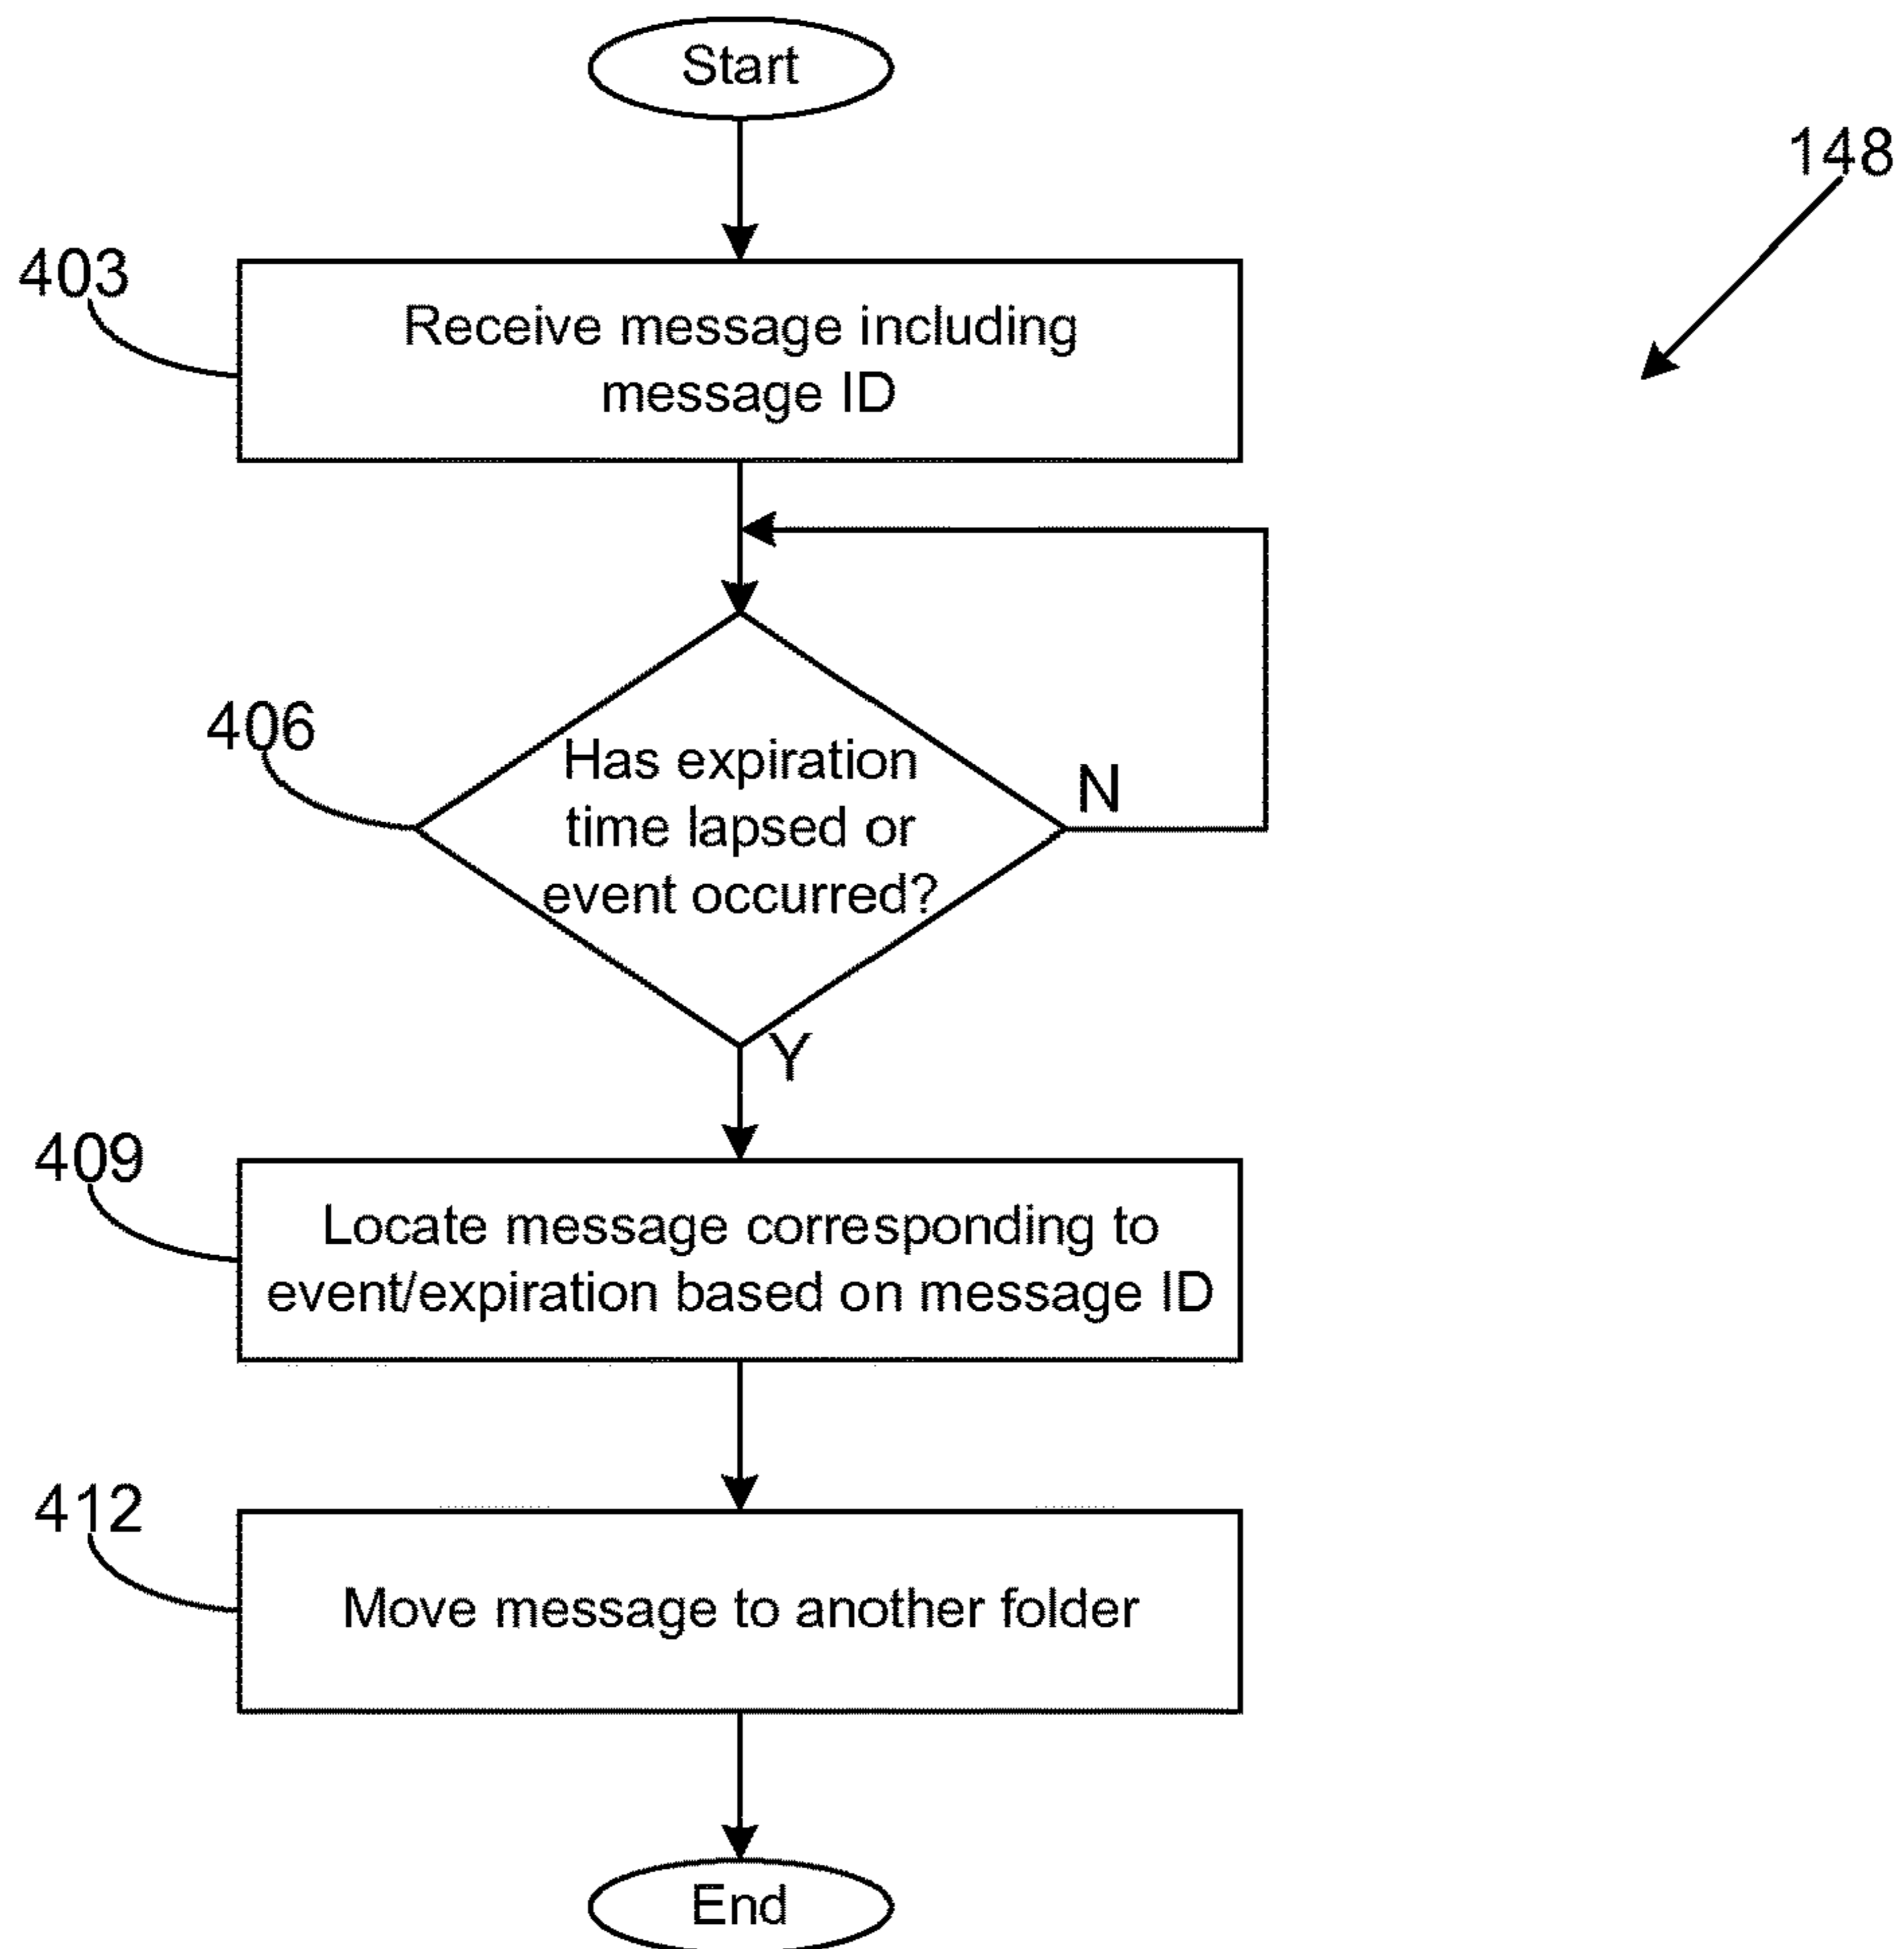 Start
148
403
Receive message including
message ID
406
Has expiration
time lapsed or
event occurred?
N
Y
409
Locate message corresponding to
event/expiration based on message ID
412
Move message to another folder
End